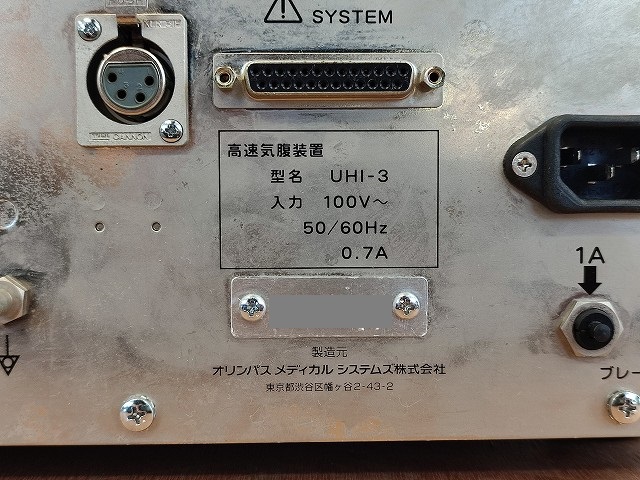 SYSTEM
CANNON
高速気腹装置
型名 UHI-3
入力 100V～
50/60Hz
0.7A
1A
製造元
オリンパス メディカル システムズ株式会社
東京都渋谷区幡ヶ谷2-43-2
ブレー